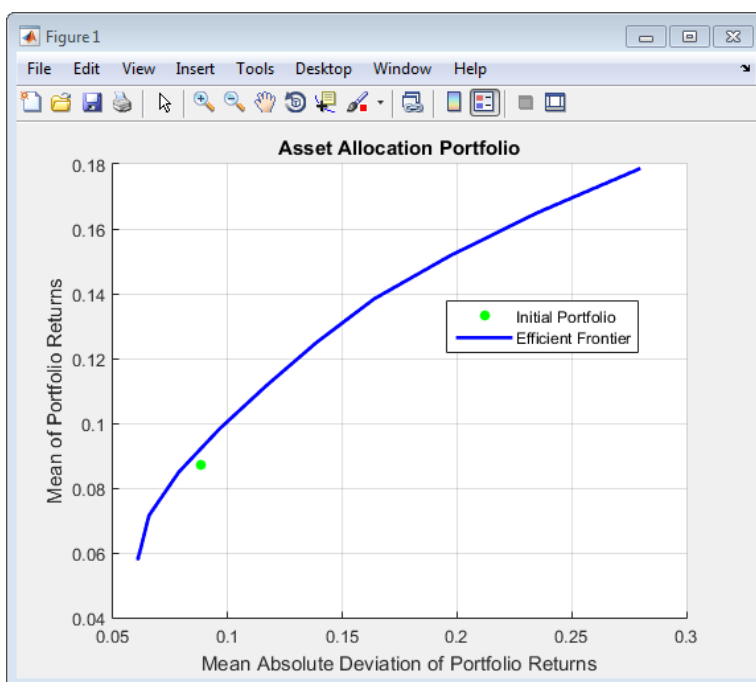 Figure 1
File Edit View Insert Tools Desktop Window Help
Asset Allocation Portfolio
Mean of Portfolio Returns
0.18
0.16
0.14
0.12
0.1
0.08
0.06
0.04
Initial Portfolio
Efficient Frontier
0.05 0.1 0.15 0.2 0.25 0.3
Mean Absolute Deviation of Portfolio Returns